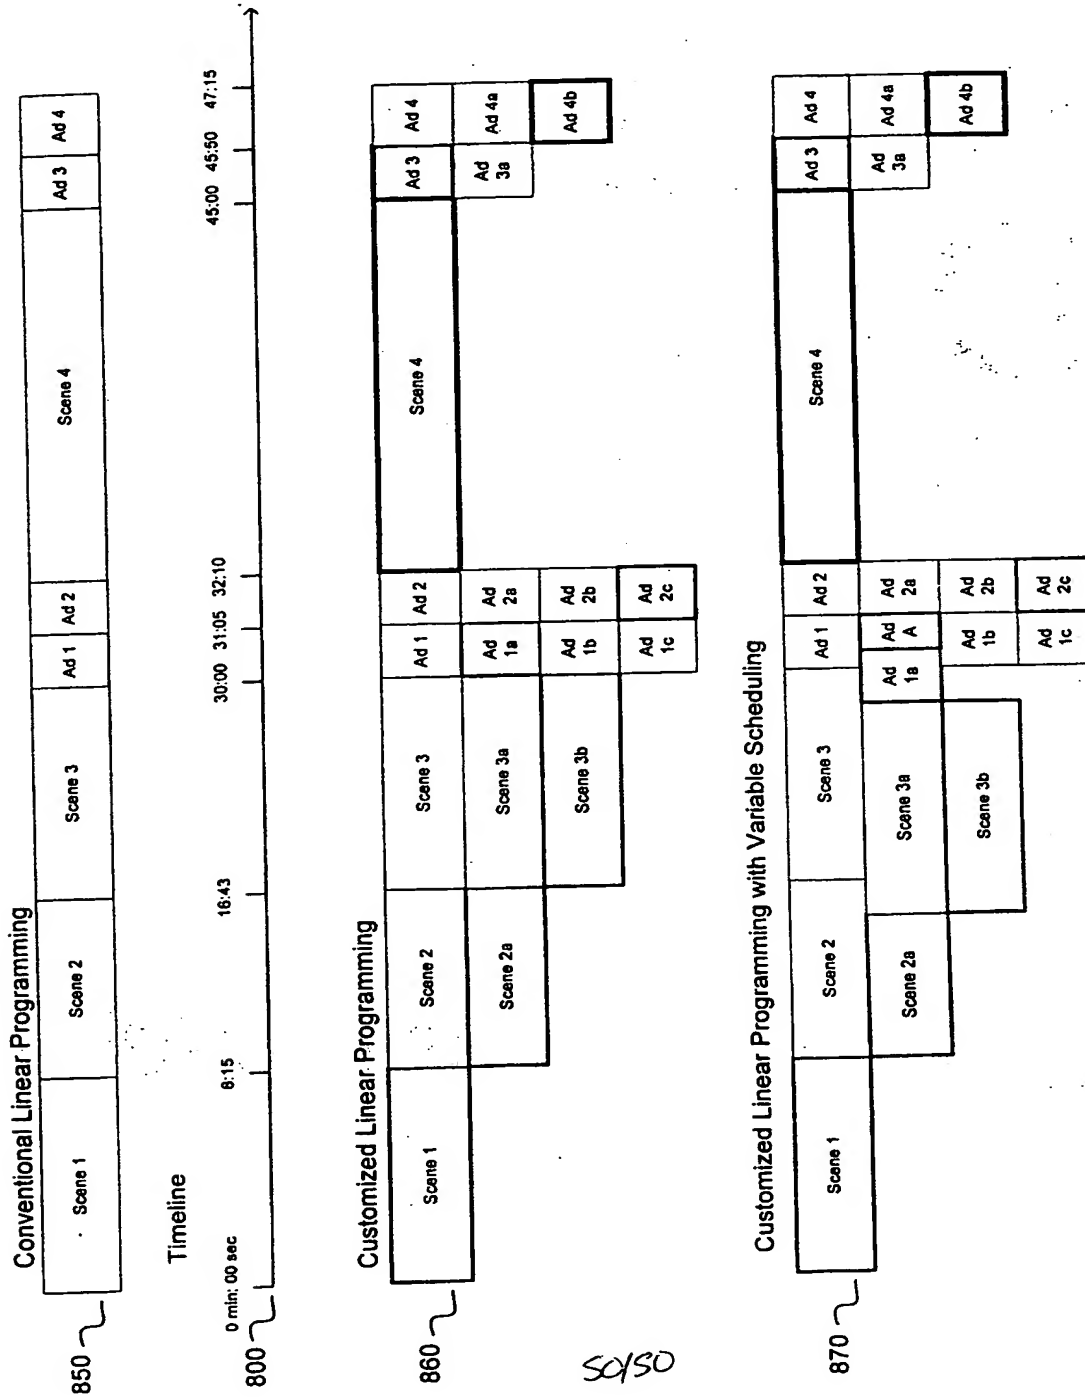 Conventional Linear Programming
850
Scene 1
Scene 2
Scene 3
Ad 1
Ad 2
Scene 4
Ad 3
Ad 4
Timeline
800
0 min: 00 sec
8:15
16:43
30:00
31:05
32:10
45:00
45:50
47:15
Customized Linear Programming
860
Scene 1
Scene 2
Scene 3
Ad 1
Ad 2
Scene 4
Ad 3
Ad 4
Scene 2a
Scene 3a
Ad
1a
Ad
2a
Ad
3a
Ad 4a
Scene 3b
Ad
1b
Ad
2b
Ad 4b
Ad
1c
Ad
2c
50/50
Customized Linear Programming with Variable Scheduling
870
Scene 1
Scene 2
Scene 3
Ad 1
Ad 2
Scene 4
Ad 3
Ad 4
Scene 2a
Scene 3a
Ad
1a
Ad
A
Ad
2a
Ad
3a
Ad 4a
Scene 3b
Ad
1b
Ad
2b
Ad 4b
Ad
1c
Ad
2c